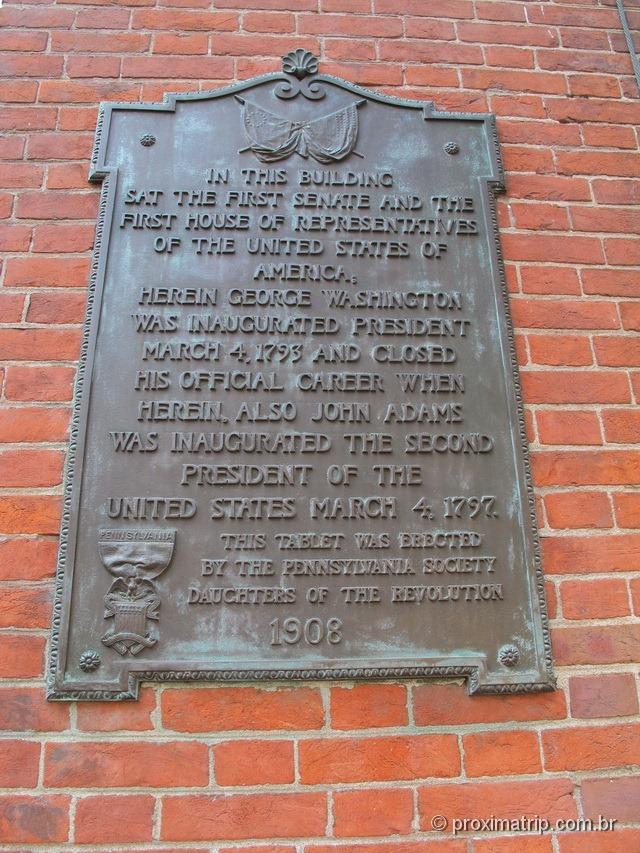 IN THIS BUILDING
SAT THE FIRST SENATE AND THE
FIRST HOUSE OF REPRESENTATIVES
OF THE UNITED STATES OF
AMERICA;
HEREIN GEORGE WASHINGTON
WAS INAUGURATED PRESIDENT
MARCH 4, 1793 AND CLOSED
HIS OFFICIAL CAREER WHEN
HEREIN, ALSO JOHN ADAMS
WAS INAUGURATED THE SECOND
PRESIDENT OF THE
UNITED STATES MARCH 4, 1797.
PENNSYLVANIA
THIS TABLET WAS ERECTED
BY THE PENNSYLVANIA SOCIETY
DAUGHTERS OF THE REVOLUTION
1908
© proximatrip.com.br